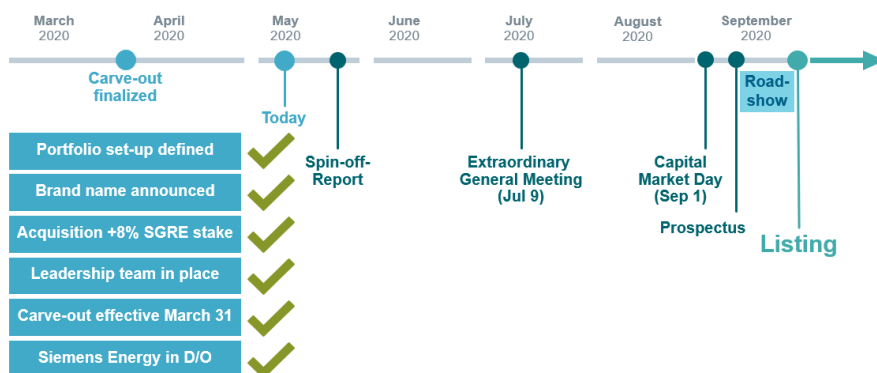 March
2020
April
2020
May
2020
June
2020
July
2020
August
2020
September
2020
Carve-out
finalized
Today
Spin-off-
Report
Extraordinary
General Meeting
(Jul 9)
Capital
Market Day
(Sep 1)
Prospectus
Road-
show
Listing
Portfolio set-up defined
Brand name announced
Acquisition +8% SGRE stake
Leadership team in place
Carve-out effective March 31
Siemens Energy in D/O